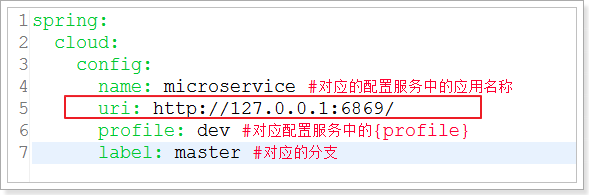 1 spring:
2 cloud:
3 config:
4 name: microservice #对应的配置服务中的应用名称
5 uri: http://127.0.0.1:6869/
6 profile: dev #对应配置服务中的{profile}
7 label: master #对应的分支